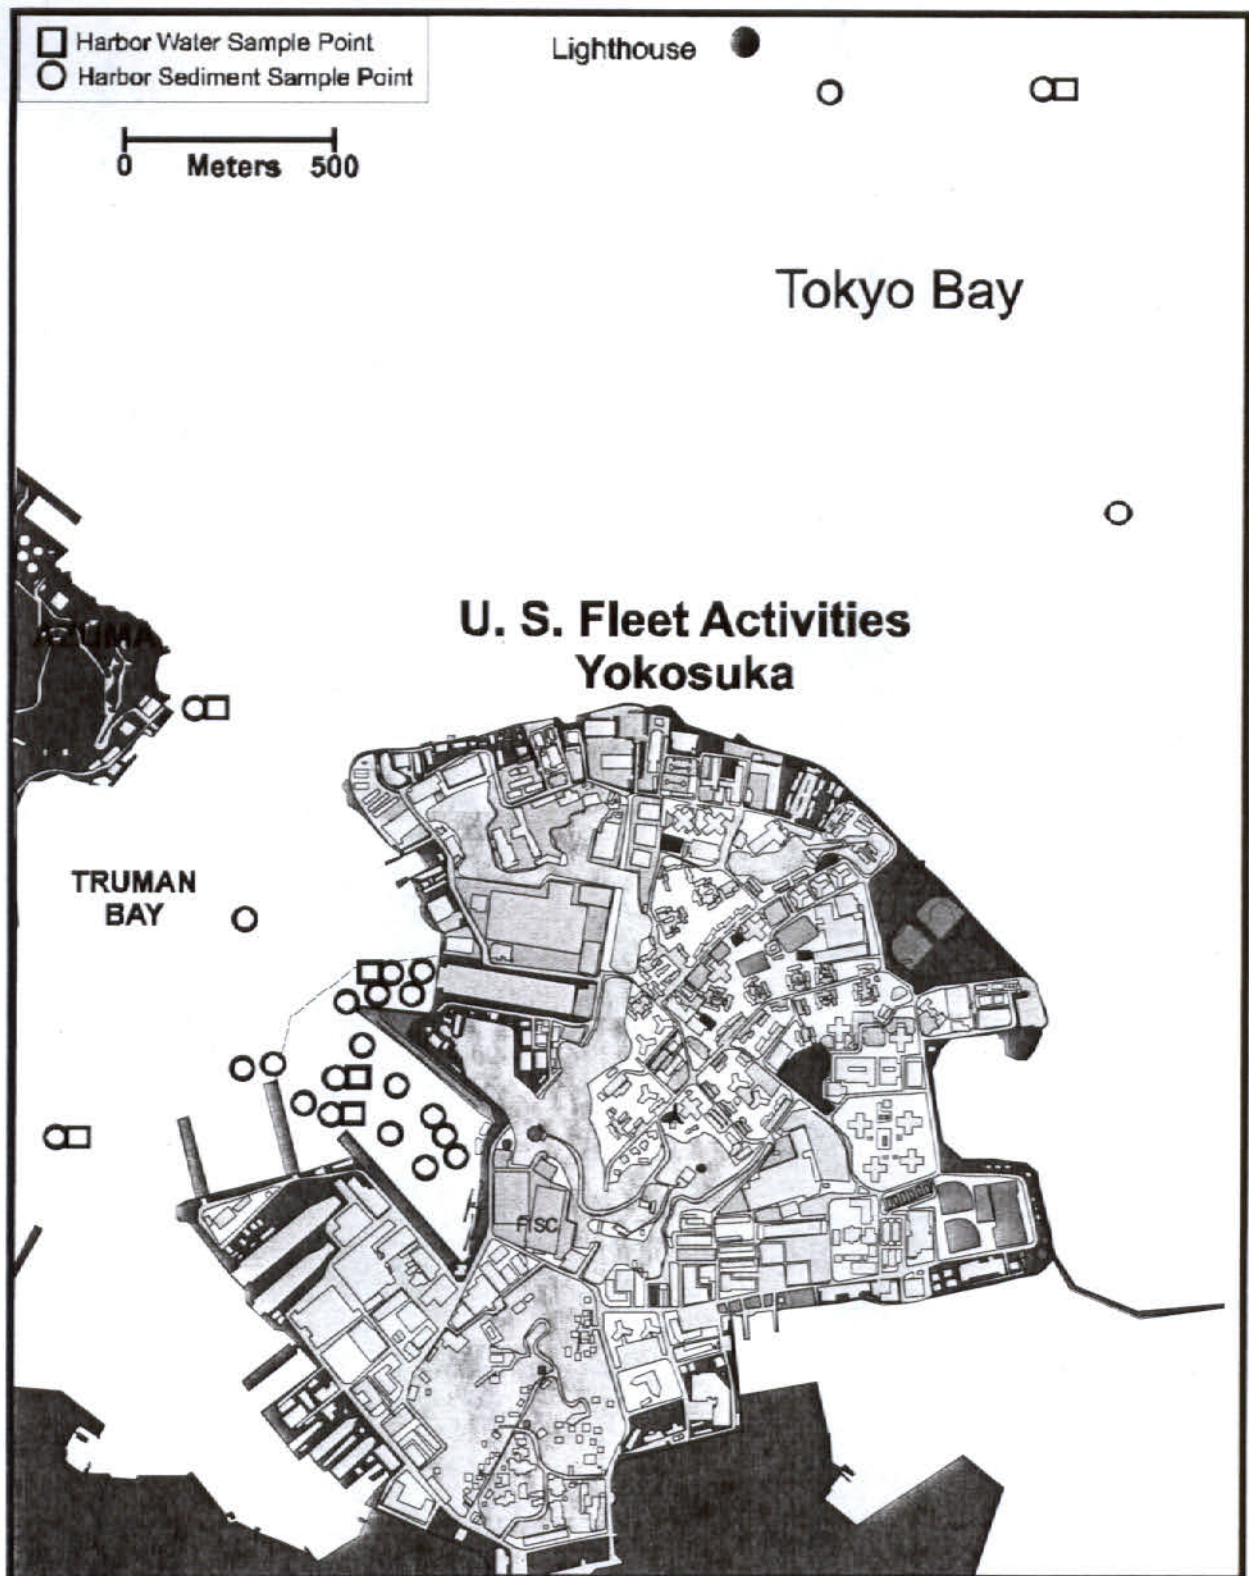 Harbor Water Sample Point
Harbor Sediment Sample Point
Lighthouse
0 Meters 500
Tokyo Bay
U. S. Fleet Activities
Yokosuka
AZUMA
TRUMAN
BAY
FISC